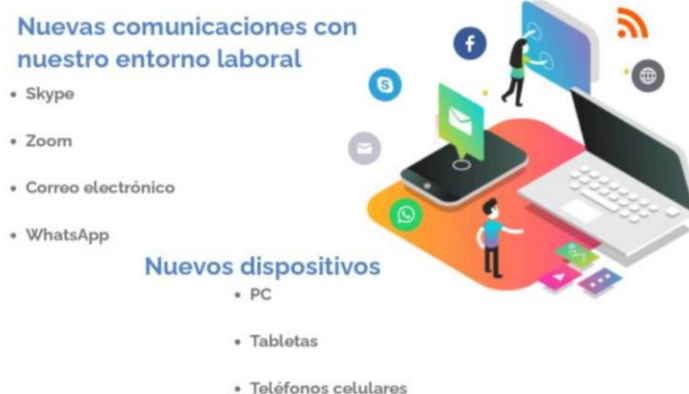 Nuevas comunicaciones con
nuestro entorno laboral
• Skype
• Zoom
• Correo electrónico
• WhatsApp
Nuevos dispositivos
• PC
• Tabletas
• Teléfonos celulares